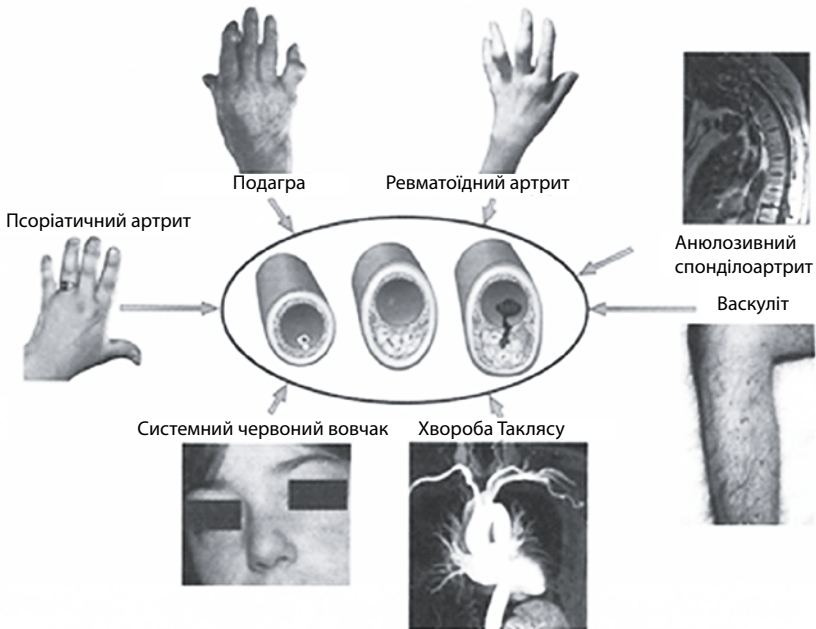 Подагра
Ревматоїдний артрит
Псоріатичний артрит
Анюлозивний
спонділоартрит
Васкуліт
Системний червоний вовчак
Хвороба Таклясу